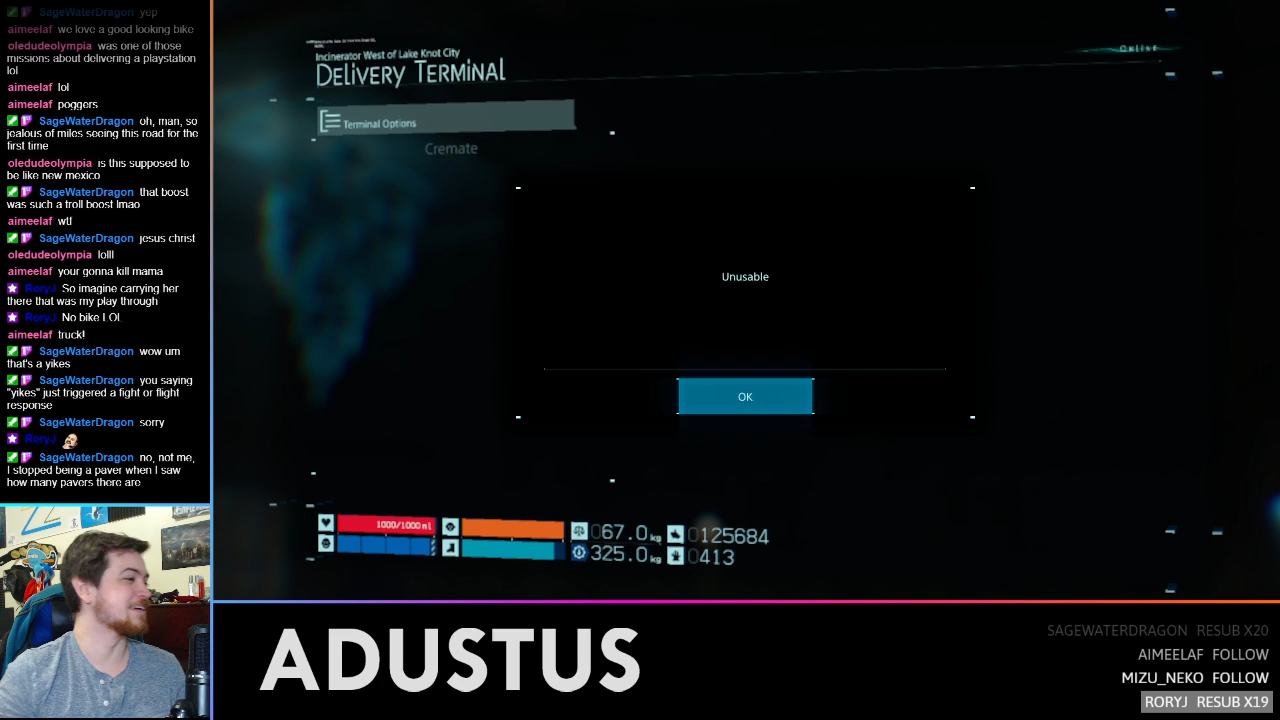 SageWaterDragon yep
aimeelaf we love a good looking bike
oledudeolympia was one of those
missions about delivering a playstation
lol
aimeelaf lol
aimeelaf poggers
SageWaterDragon oh, man, so
jealous of miles seeing this road for the
first time
oledudeolympia is this supposed to
be like new mexico
SageWaterDragon that boost
was such a troll boost lmao
aimeelaf wtf
SageWaterDragon jesus christ
oledudeolympia lolll
aimeelaf your gonna kill mama
RoryJ So imagine carrying her
there that was my play through
RoryJ No bike LOL
aimeelaf truck!
SageWaterDragon wow um
that's a yikes
SageWaterDragon you saying
"yikes" just triggered a fight or flight
response
SageWaterDragon sorry
RoryJ
SageWaterDragon no, not me,
I stopped being a paver when I saw
how many pavers there are
Incinerator West of Lake Knot City
Delivery Terminal
Online
Terminal Options
Cremate
Unusable
OK
1000/1000ml
067.0kg
0125684
325.0kg
0413
ADUSTUS
SAGEWATERDRAGON RESUB X20
AIMEELAF FOLLOW
MIZU_NEKO FOLLOW
RORYJ RESUB X19